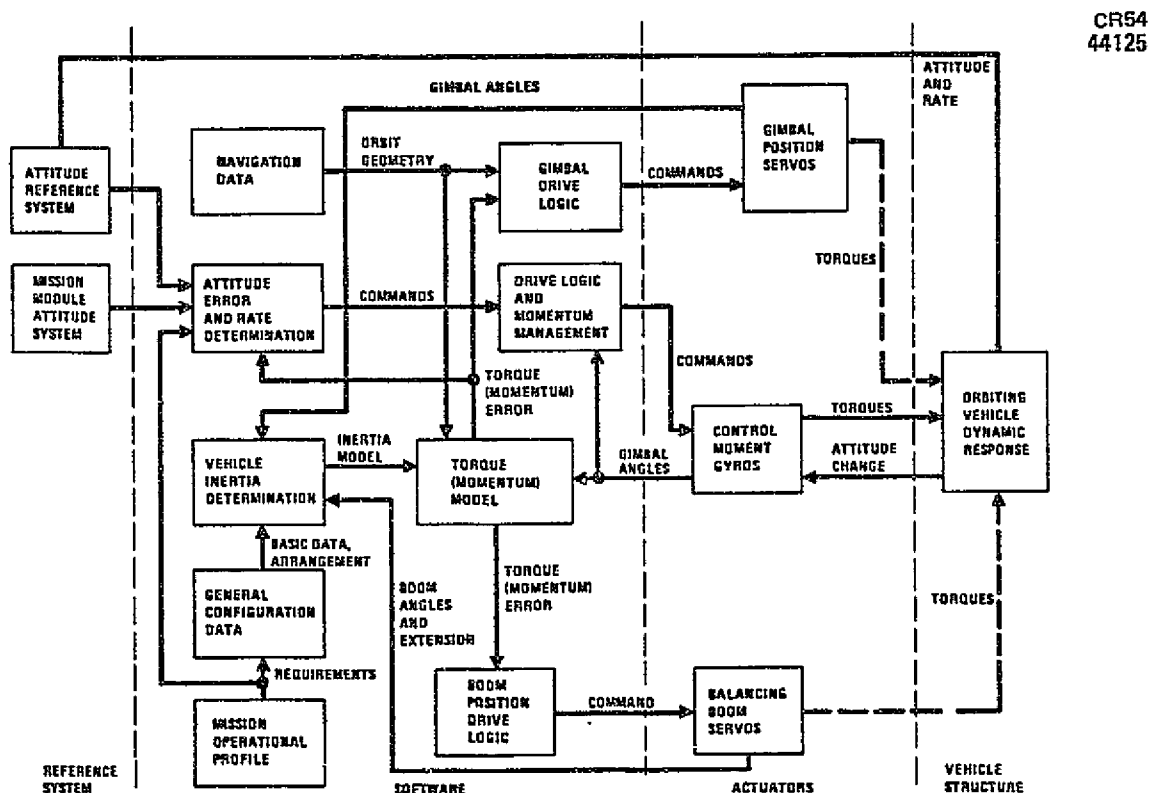 CR54
44125
ATTITUDE
AND
RATE
GIMBAL ANGLES
GIMBAL
POSITION
SERVOS
ATTITUDE
REFERENCE
SYSTEM
NAVIGATION
DATA
ORBIT
GEOMETRY
GIMBAL
DRIVE
LOGIC
COMMANDS
TORQUES
MISSION
MODULE
ATTITUDE
SYSTEM
ATTITUDE
ERROR
AND RATE
DETERMINATION
COMMANDS
DRIVE LOGIC
AND
MOMENTUM
MANAGEMENT
COMMANDS
TORQUE
(MOMENTUM)
ERROR
ORBITING
VEHICLE
DYNAMIC
RESPONSE
CONTROL
MOMENT
GYROS
TORQUES
ATTITUDE
CHANGE
VEHICLE
INERTIA
DETERMINATION
INERTIA
MODEL
TORQUE
(MOMENTUM)
MODEL
GIMBAL
ANGLES
BASIC DATA,
ARRANGEMENT
GENERAL
CONFIGURATION
DATA
BOOM
ANGLES
AND
EXTENSION
TORQUE
(MOMENTUM)
ERROR
TORQUES
REQUIREMENTS
MISSION
OPERATIONAL
PROFILE
BOOM
POSITION
DRIVE
LOGIC
COMMAND
BALANCING
BOOM
SERVOS
REFERENCE
SYSTEM
SOFTWARE
ACTUATORS
VEHICLE
STRUCTURE